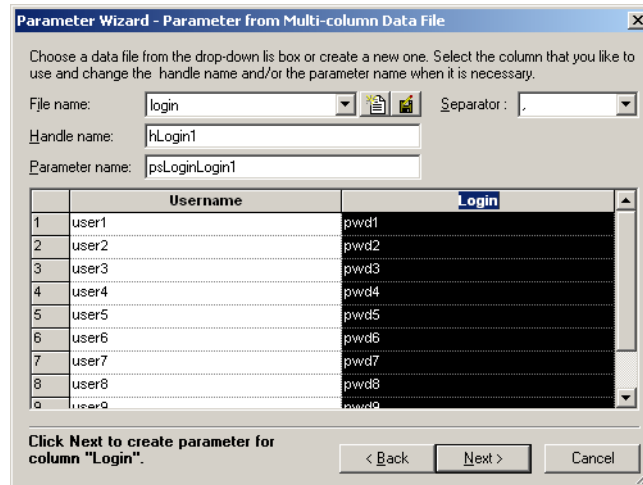 Parameter Wizard - Parameter from Multi-column Data File
Choose a data file from the drop-down lis box or create a new one. Select the column that you like to
use and change the handle name and/or the parameter name when it is necessary.
File name: login Separator : ,
Handle name: hLogin1
Parameter name: psLoginLogin1
Username Login
1 user1 pwd1
2 user2 pwd2
3 user3 pwd3
4 user4 pwd4
5 user5 pwd5
6 user6 pwd6
7 user7 pwd7
8 user8 pwd8
9 user9 pwd9
Click Next to create parameter for
column "Login".
< Back Next > Cancel